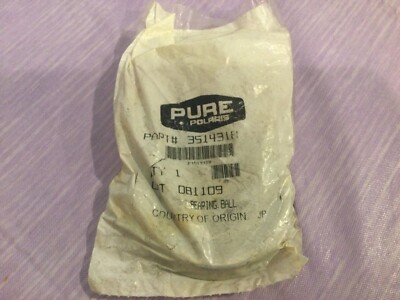 PURE
POLARIS
PART# 3514318
QTY 1
LT 081109
BEARING BALL
COUNTRY OF ORIGIN: JP